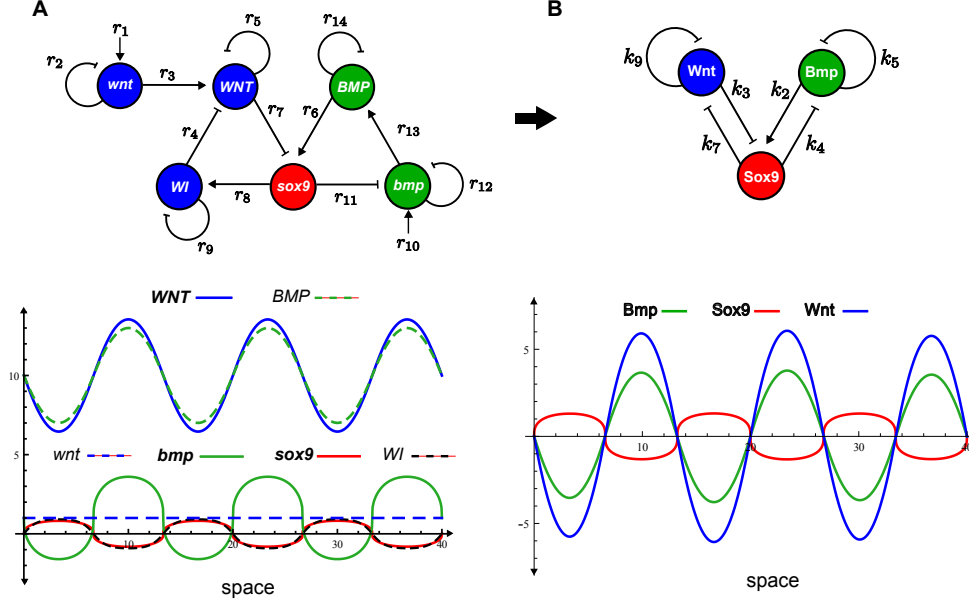 A
B
r1
r2
r3
r4
r5
r6
r7
r8
r9
r10
r11
r12
r13
r14
wnt
WNT
BMP
WI
sox9
bmp
k9
k3
k2
k5
k7
k4
Wnt
Bmp
Sox9
WNT
BMP
10
5
wnt
bmp
sox9
WI
0
10
20
30
40
space
Bmp
Sox9
Wnt
5
-5
0
10
20
30
40
space